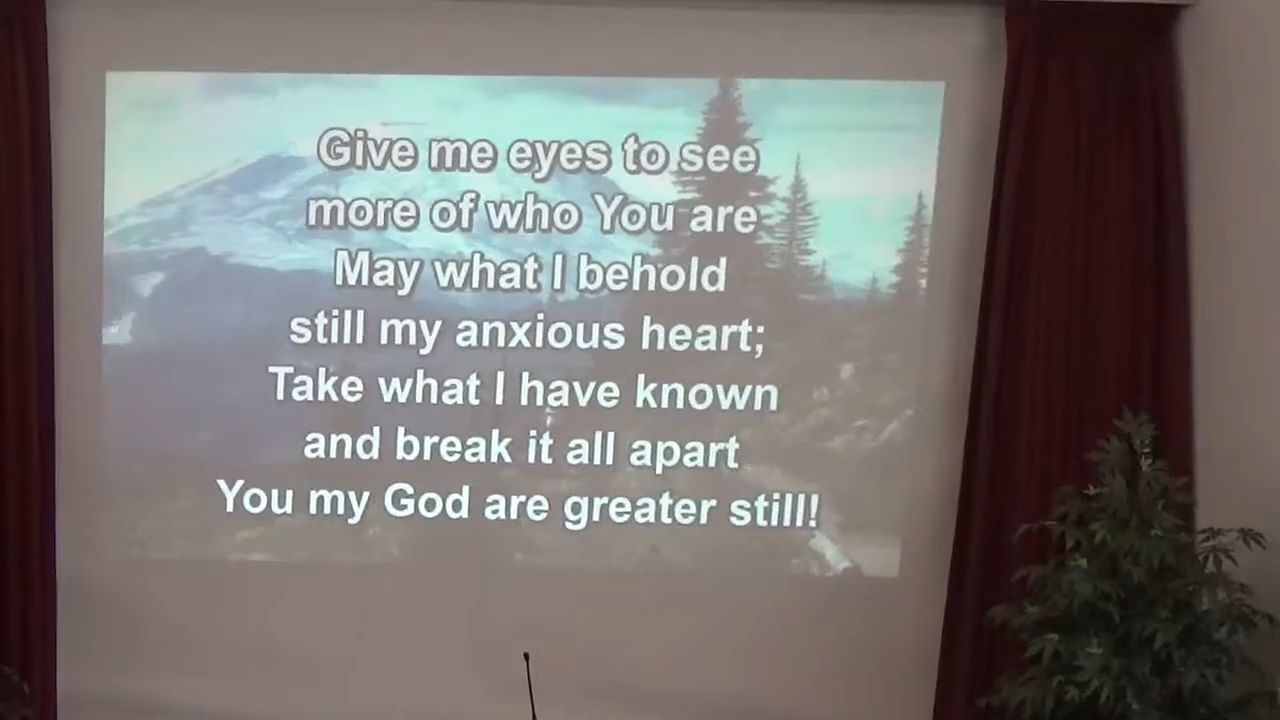 Give me eyes to see
more of who You are
May what I behold
still my anxious heart;
Take what I have known
and break it all apart
You my God are greater still!